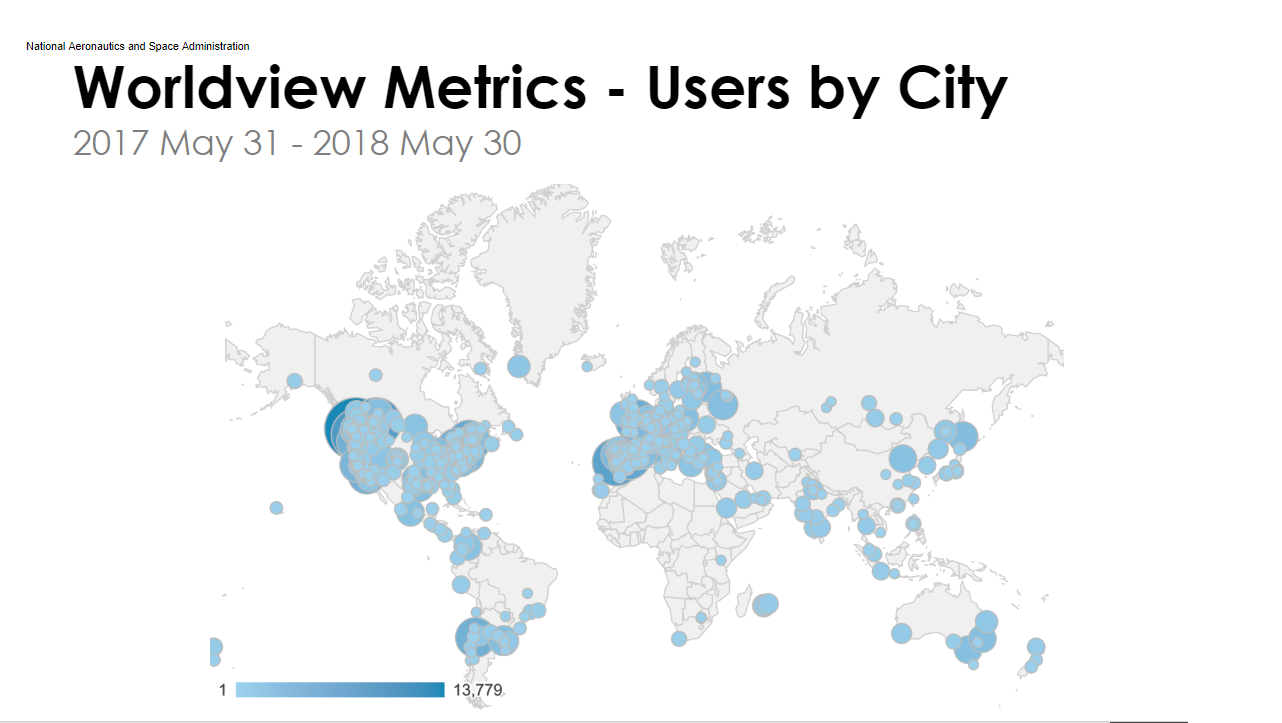 National Aeronautics and Space Administration
Worldview Metrics - Users by City
2017 May 31 - 2018 May 30
1 13,779